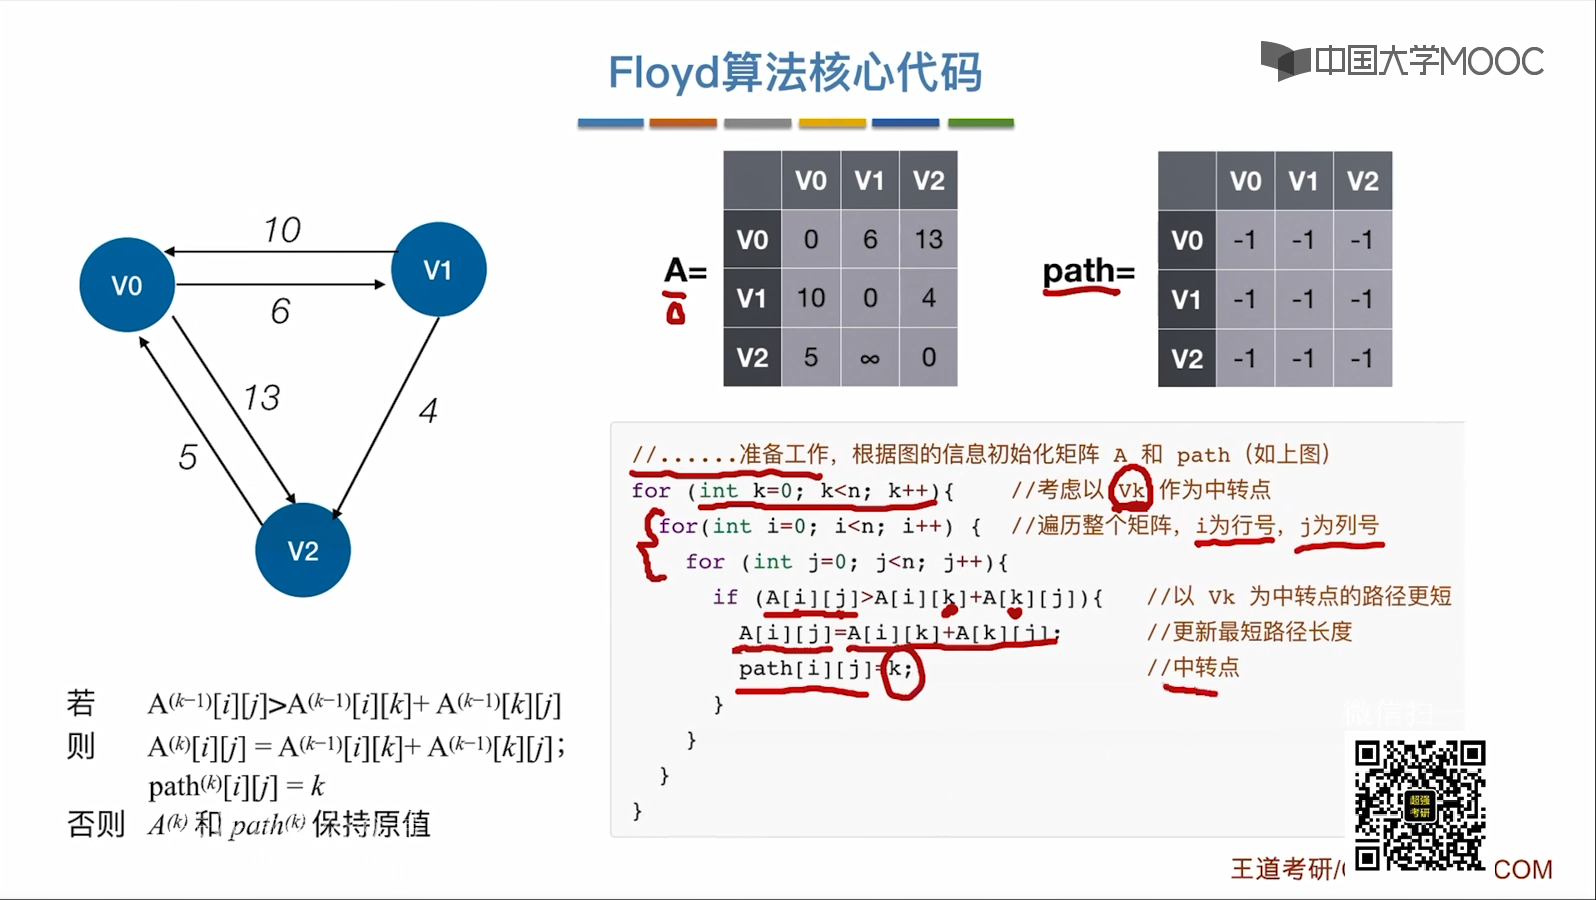 Floyd算法核心代码
中国大学MOOC
10
V0
V1
6
13
4
5
V2
A=
V0 V1 V2
V0 0 6 13
V1 10 0 4
V2 5 ∞ 0
path=
V0 V1 V2
V0 -1 -1 -1
V1 -1 -1 -1
V2 -1 -1 -1
//......准备工作，根据图的信息初始化矩阵 A 和 path（如上图）
for (int k=0; k<n; k++){ //考虑以 Vk 作为中转点
for(int i=0; i<n; i++) { //遍历整个矩阵，i为行号，j为列号
for (int j=0; j<n; j++){
if (A[i][j]>A[i][k]+A[k][j]){ //以 Vk 为中转点的路径更短
A[i][j]=A[i][k]+A[k][j]; //更新最短路径长度
path[i][j]=k; //中转点
}
}
}
}
若 A⁽ᵏ⁻¹⁾[i][j]>A⁽ᵏ⁻¹⁾[i][k]+ A⁽ᵏ⁻¹⁾[k][j]
则 A⁽ᵏ⁾[i][j] = A⁽ᵏ⁻¹⁾[i][k]+ A⁽ᵏ⁻¹⁾[k][j]；
path⁽ᵏ⁾[i][j] = k
否则 A⁽ᵏ⁾ 和 path⁽ᵏ⁾ 保持原值
微信扫一
超强
考研
王道考研/
COM